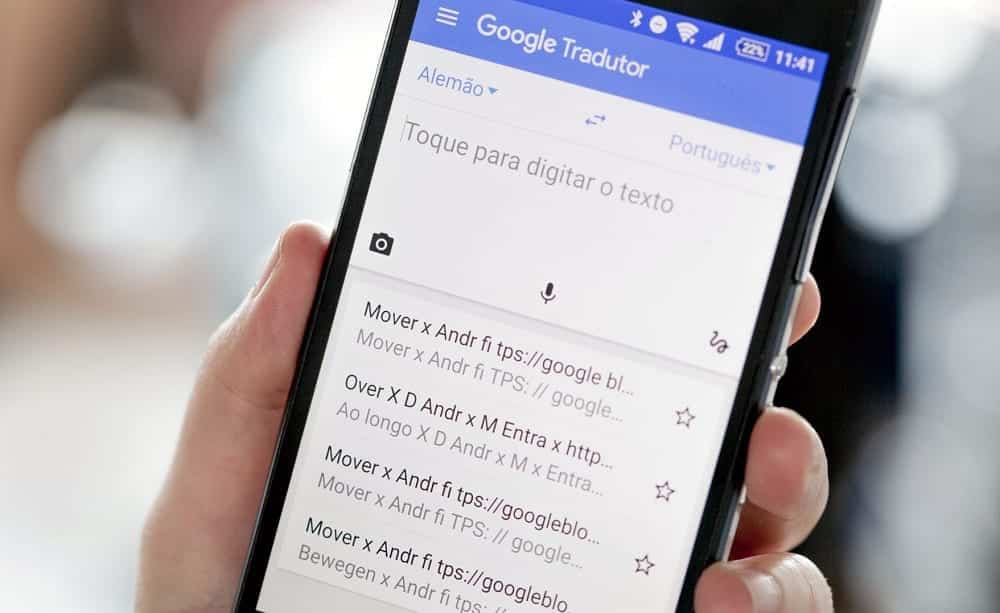 22% 11:41
Google Tradutor
Alemão
Português
Toque para digitar o texto
Mover x Andr fi tps://google bl...
Mover x Andr fi TPS: // google...
Over X D Andr x M Entra x http...
Ao longo X D Andr x M x Entra...
Mover x Andr fi tps://googleblo...
Mover x Andr fi TPS: // google...
Mover x Andr fi tps://googleblo...
Bewegen x Andr fi tps://googleblo...